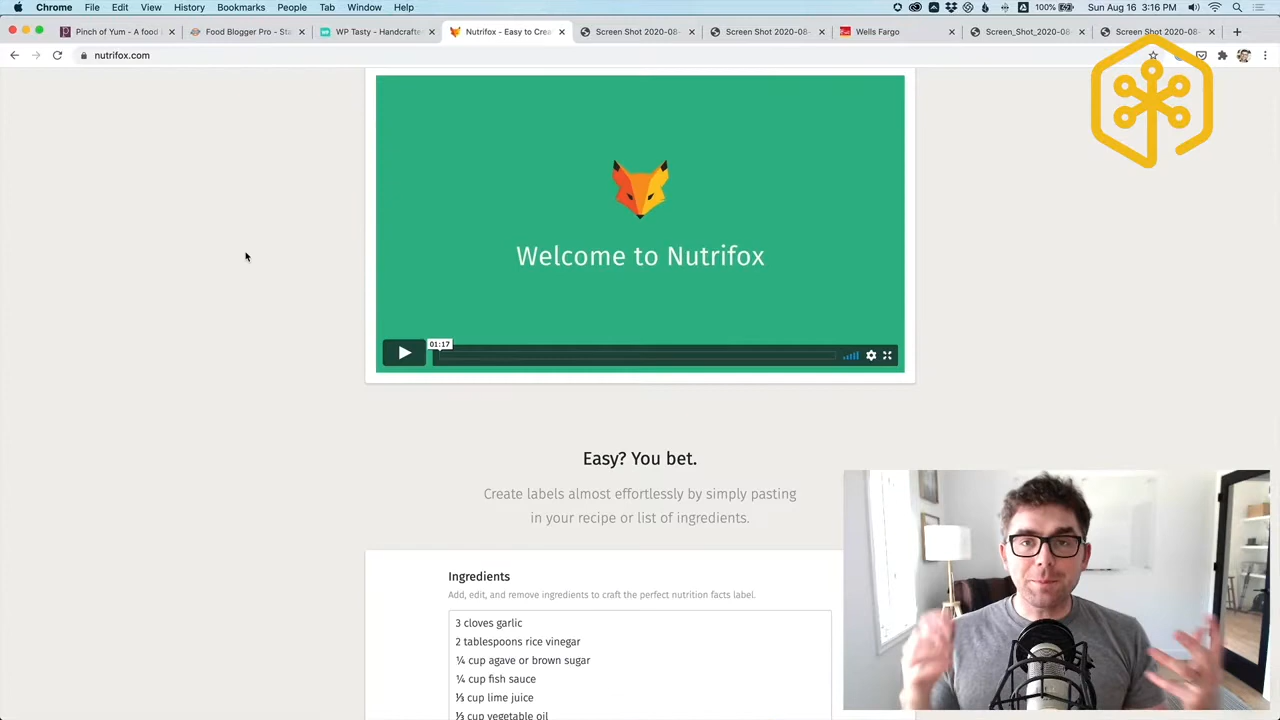 Chrome File Edit View History Bookmarks People Tab Window Help 100% Sun Aug 16 3:16 PM
Pinch of Yum - A food Food Blogger Pro - Sta WP Tasty - Handcrafte Nutrifox - Easy to Crea Screen Shot 2020-08- Screen Shot 2020-08- Wells Fargo Screen_Shot_2020-08- Screen Shot 2020-08-
nutrifox.com
Welcome to Nutrifox
01:17
Easy? You bet.
Create labels almost effortlessly by simply pasting
in your recipe or list of ingredients.
Ingredients
Add, edit, and remove ingredients to craft the perfect nutrition facts label.
3 cloves garlic
2 tablespoons rice vinegar
¼ cup agave or brown sugar
¼ cup fish sauce
⅓ cup lime juice
⅓ cup vegetable oil